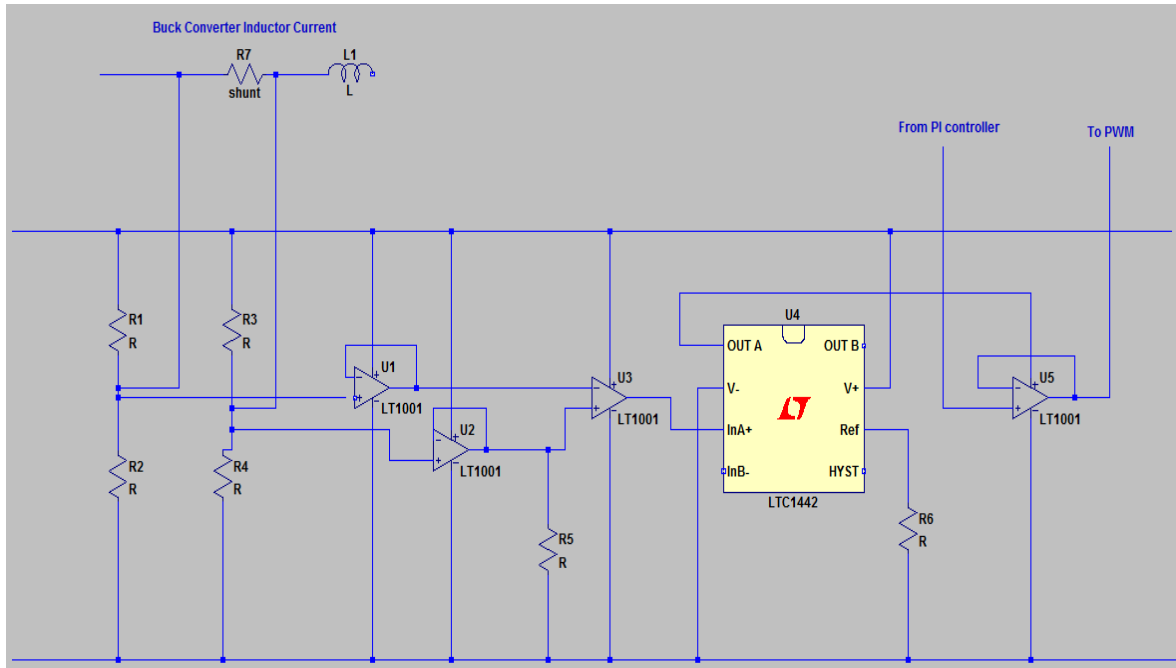 Buck Converter Inductor Current
R7
shunt
L1
L
From PI controller
To PWM
R1
R
R3
R
R2
R
R4
R
U1
LT1001
U2
LT1001
R5
R
U3
LT1001
U4
OUT A
OUT B
V-
V+
InA+
Ref
InB-
HYST
LTC1442
R6
R
U5
LT1001